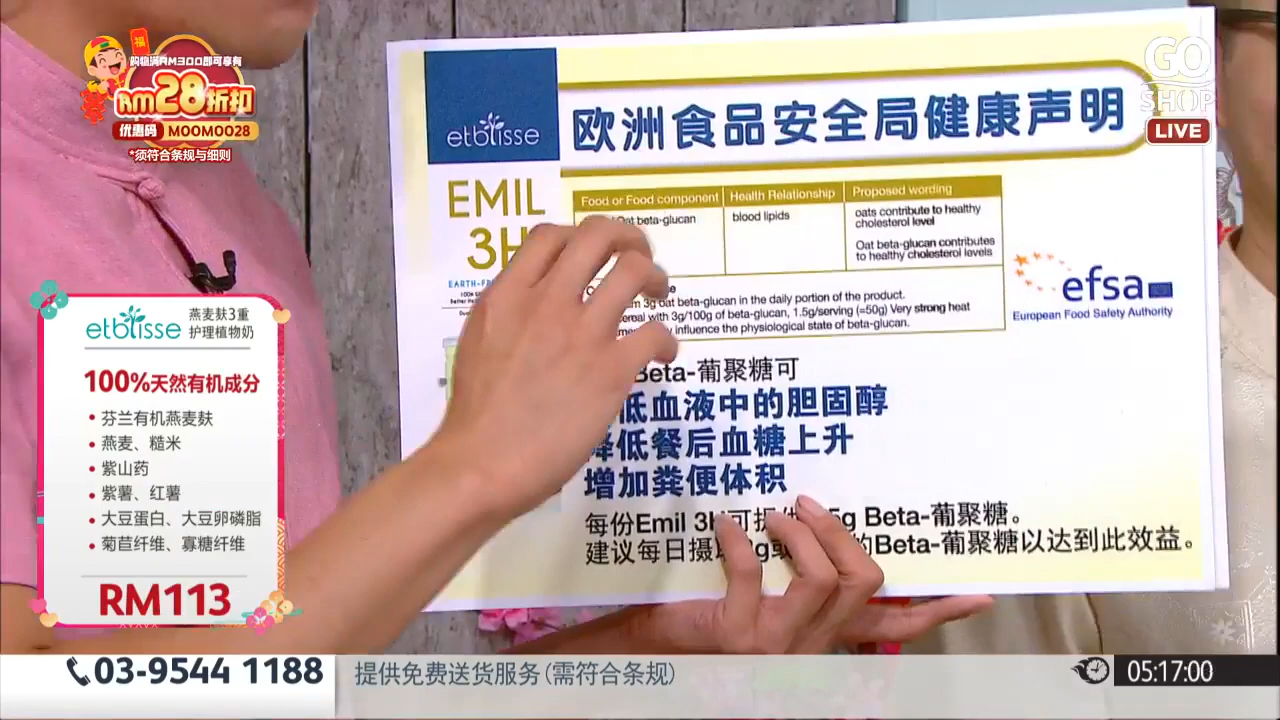 福
购物满RM300即可享有
RM28折扣
优惠码 MOOMOO28
*须符合条规与细则
GO
SHOP
LIVE
etblisse
欧洲食品安全局健康声明
EMIL
3H
EARTH-FR
Food or Food component
Health Relationship
Proposed wording
Oat beta-glucan
blood lipids
oats contribute to healthy
cholesterol level
Oat beta-glucan contributes
to healthy cholesterol levels
3g oat beta-glucan in the daily portion of the product.
with 3g/100g of beta-glucan, 1.5g/serving (=50g) Very strong heat
influence the physiological state of beta-glucan.
efsa
European Food Safety Authority
Beta-葡聚糖可
低血液中的胆固醇
降低餐后血糖上升
增加粪便体积
每份Emil 3H可提供 5g Beta-葡聚糖。
建议每日摄 的Beta-葡聚糖以达到此效益。
etblisse
燕麦麸3重
护理植物奶
100%天然有机成分
• 芬兰有机燕麦麸
• 燕麦、糙米
• 紫山药
• 紫薯、红薯
• 大豆蛋白、大豆卵磷脂
• 菊苣纤维、寡糖纤维
RM113
03-9544 1188
提供免费送货服务(需符合条规)
05:17:00